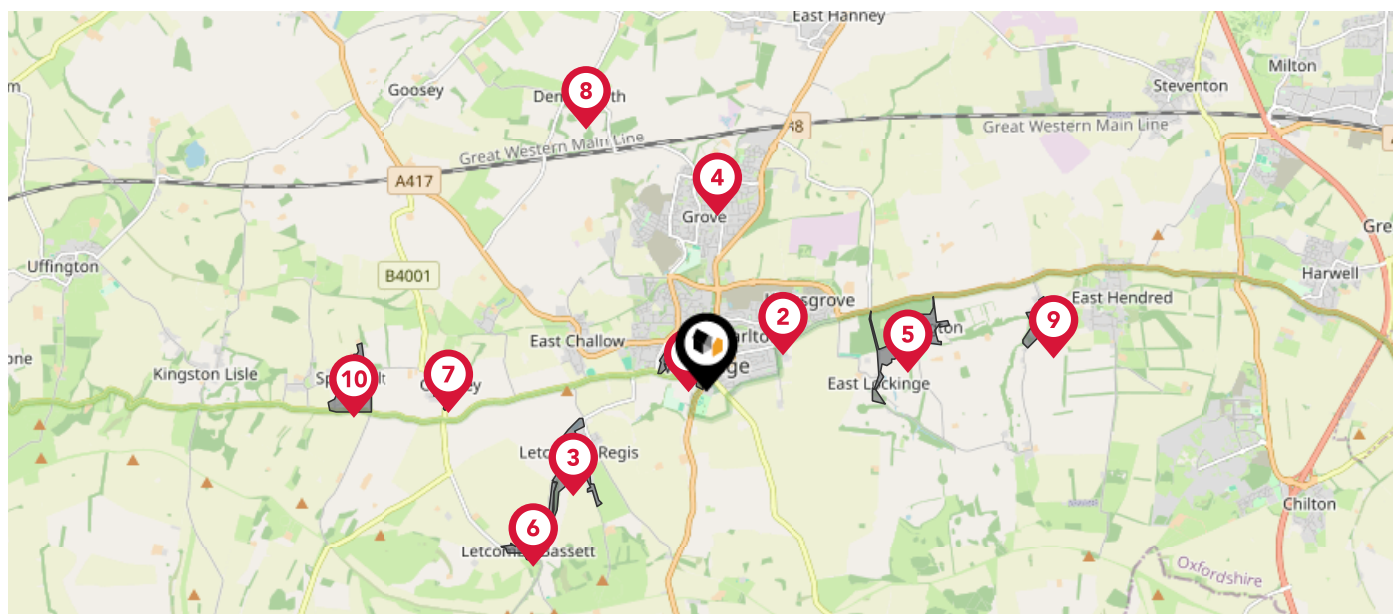 East Hanney
Milton
Steventon
Goosey
8
Great Western Main Line
Great Western Main Line
A417
4
Grove
Uffington
B4001
Harwell
East Hendred
2
9
5
East Challow
Kingston Lisle
East Lockinge
10
7
3
6
Chilton
Oxfordshire